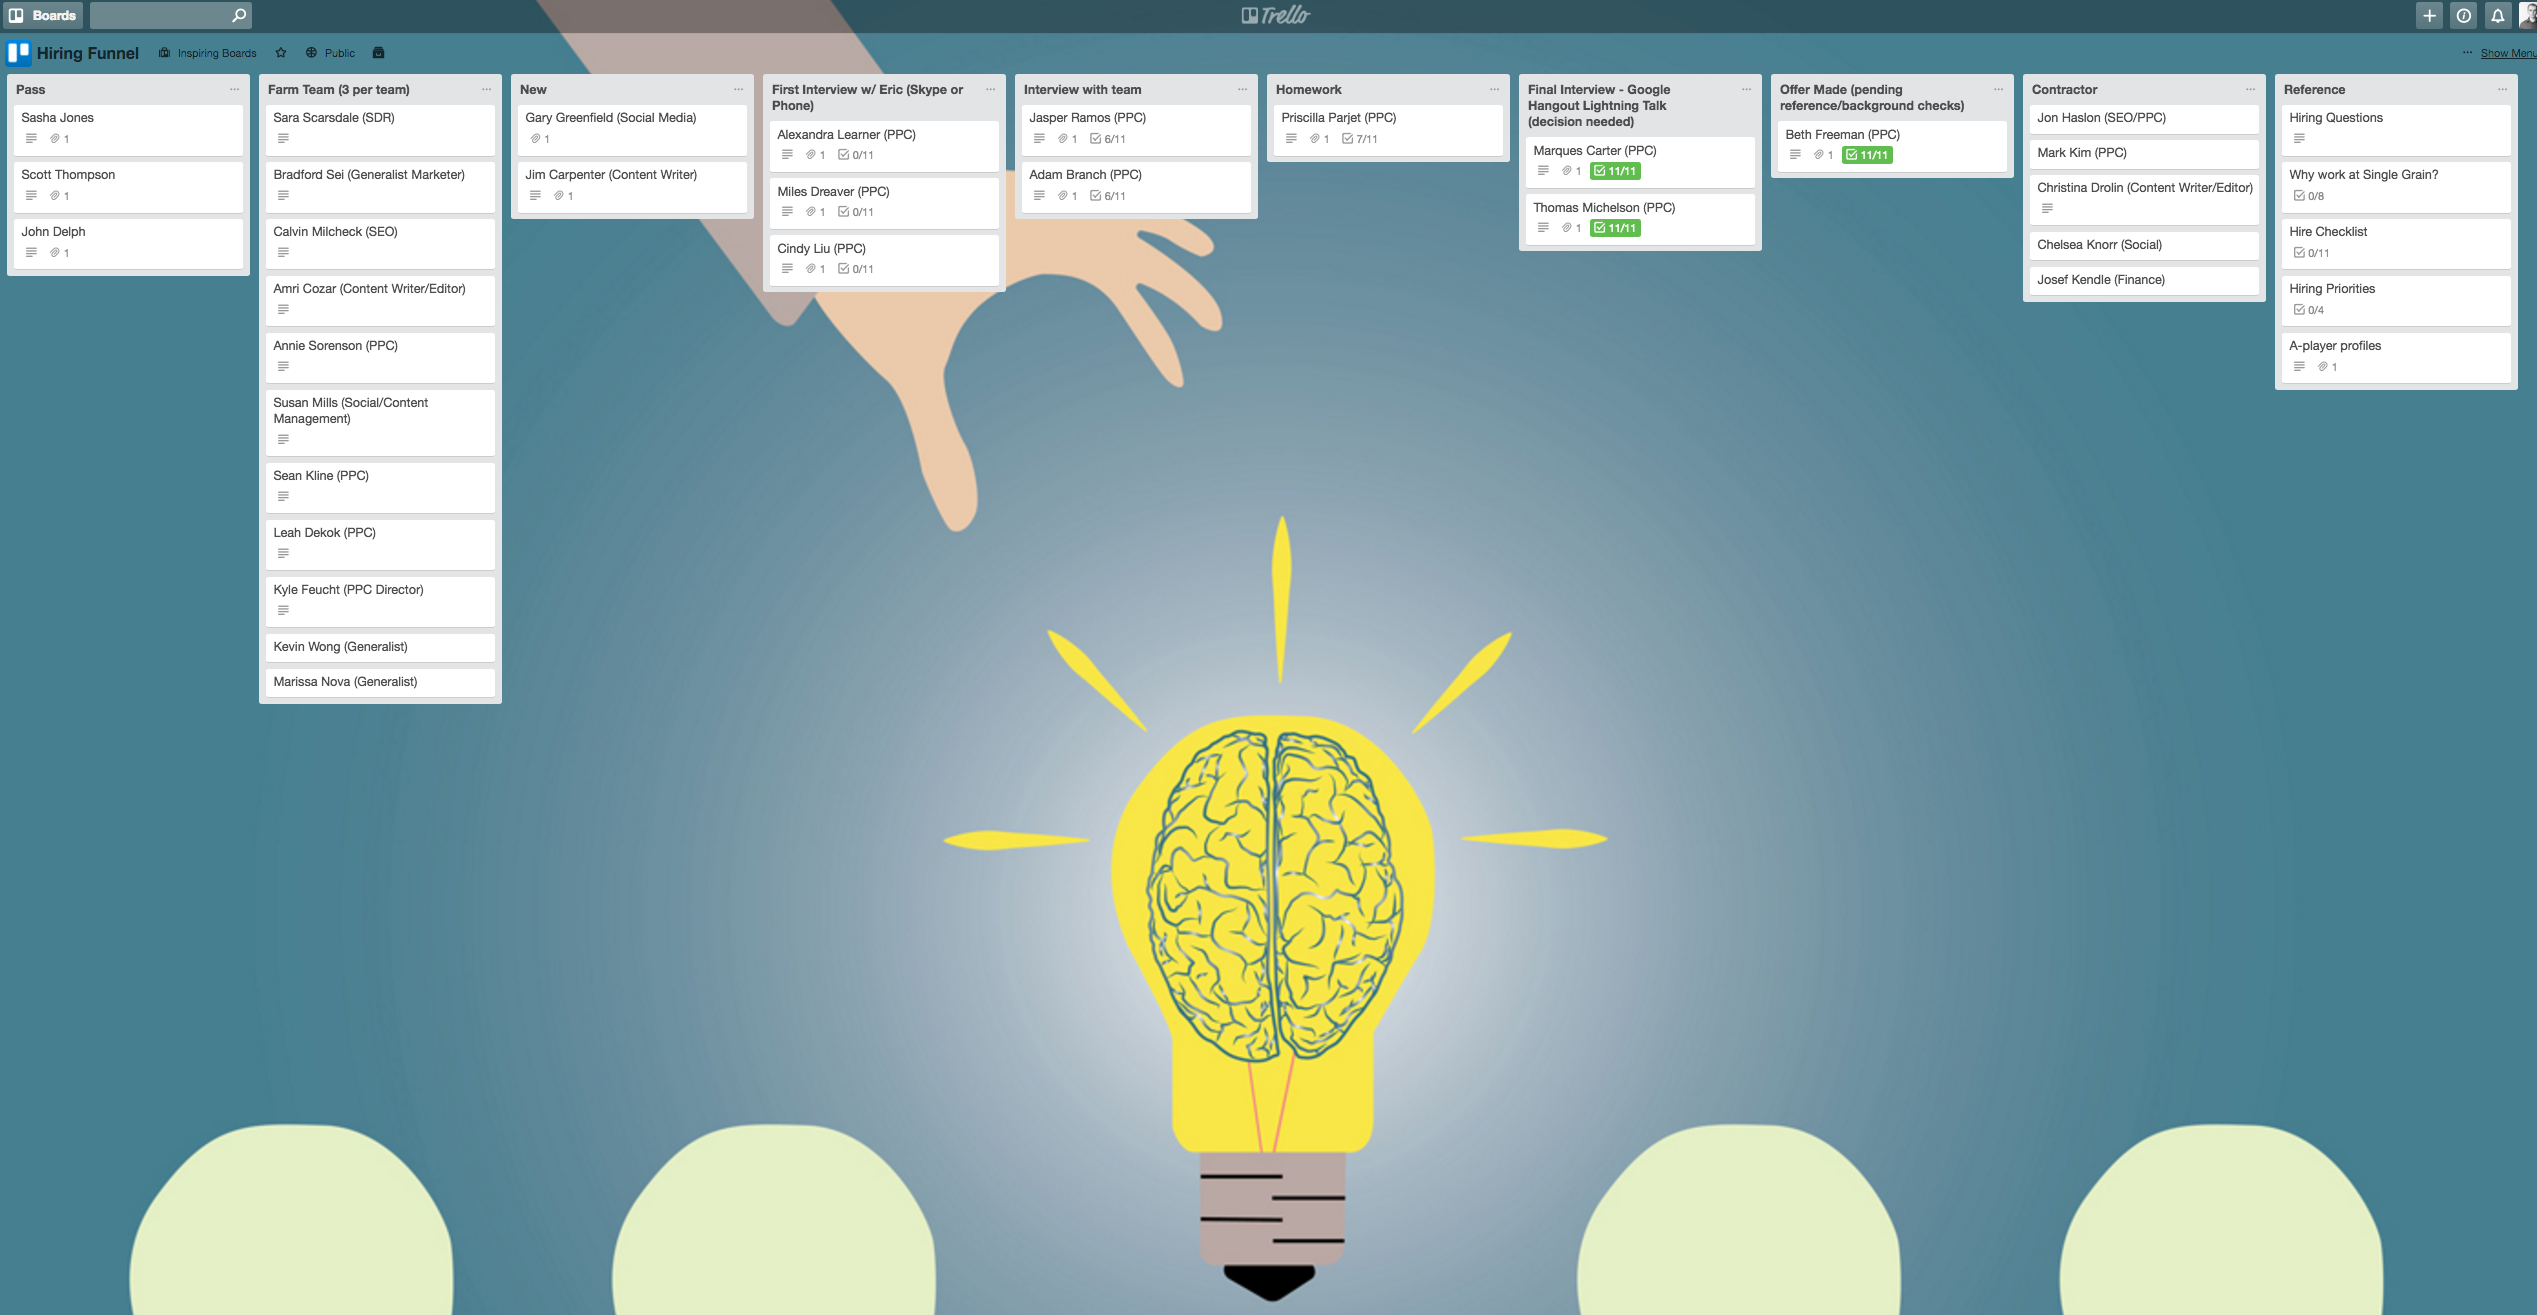 Boards
Trello
Hiring Funnel
Inspiring Boards
Public
Show Menu
Pass
Sasha Jones
1
Scott Thompson
1
John Delph
1
Farm Team (3 per team)
Sara Scarsdale (SDR)
Bradford Sei (Generalist Marketer)
Calvin Milcheck (SEO)
Amri Cozar (Content Writer/Editor)
Annie Sorenson (PPC)
Susan Mills (Social/Content
Management)
Sean Kline (PPC)
Leah Dekok (PPC)
Kyle Feucht (PPC Director)
Kevin Wong (Generalist)
Marissa Nova (Generalist)
New
Gary Greenfield (Social Media)
1
Jim Carpenter (Content Writer)
1
First Interview w/ Eric (Skype or
Phone)
Alexandra Learner (PPC)
1 0/11
Miles Dreaver (PPC)
1 0/11
Cindy Liu (PPC)
1 0/11
Interview with team
Jasper Ramos (PPC)
1 6/11
Adam Branch (PPC)
1 6/11
Homework
Priscilla Parjet (PPC)
1 7/11
Final Interview - Google
Hangout Lightning Talk
(decision needed)
Marques Carter (PPC)
1 11/11
Thomas Michelson (PPC)
1 11/11
Offer Made (pending
reference/background checks)
Beth Freeman (PPC)
1 11/11
Contractor
Jon Haslon (SEO/PPC)
Mark Kim (PPC)
Christina Drolin (Content Writer/Editor)
Chelsea Knorr (Social)
Josef Kendle (Finance)
Reference
Hiring Questions
Why work at Single Grain?
0/8
Hire Checklist
0/11
Hiring Priorities
0/4
A-player profiles
1